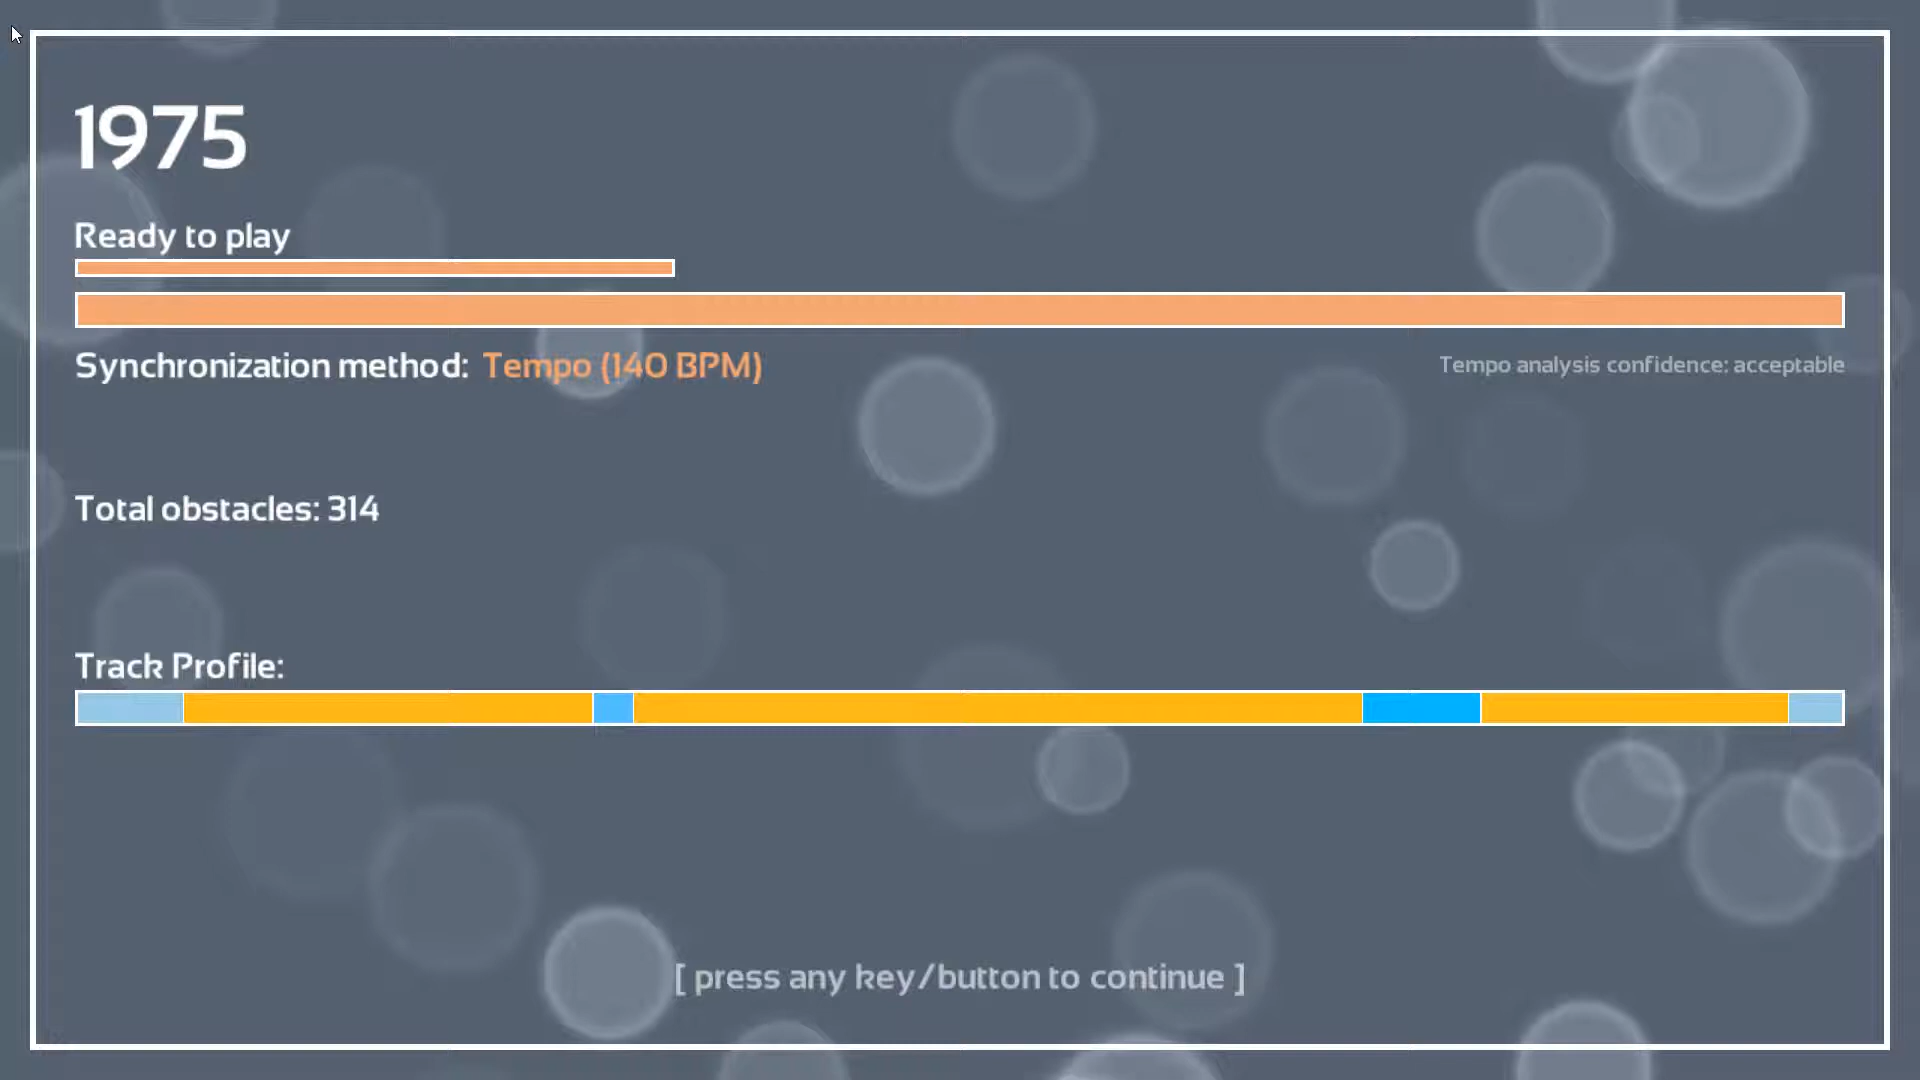 1975
Ready to play
Synchronization method: Tempo (140 BPM)
Tempo analysis confidence: acceptable
Total obstacles: 314
Track Profile:
[ press any key/button to continue ]